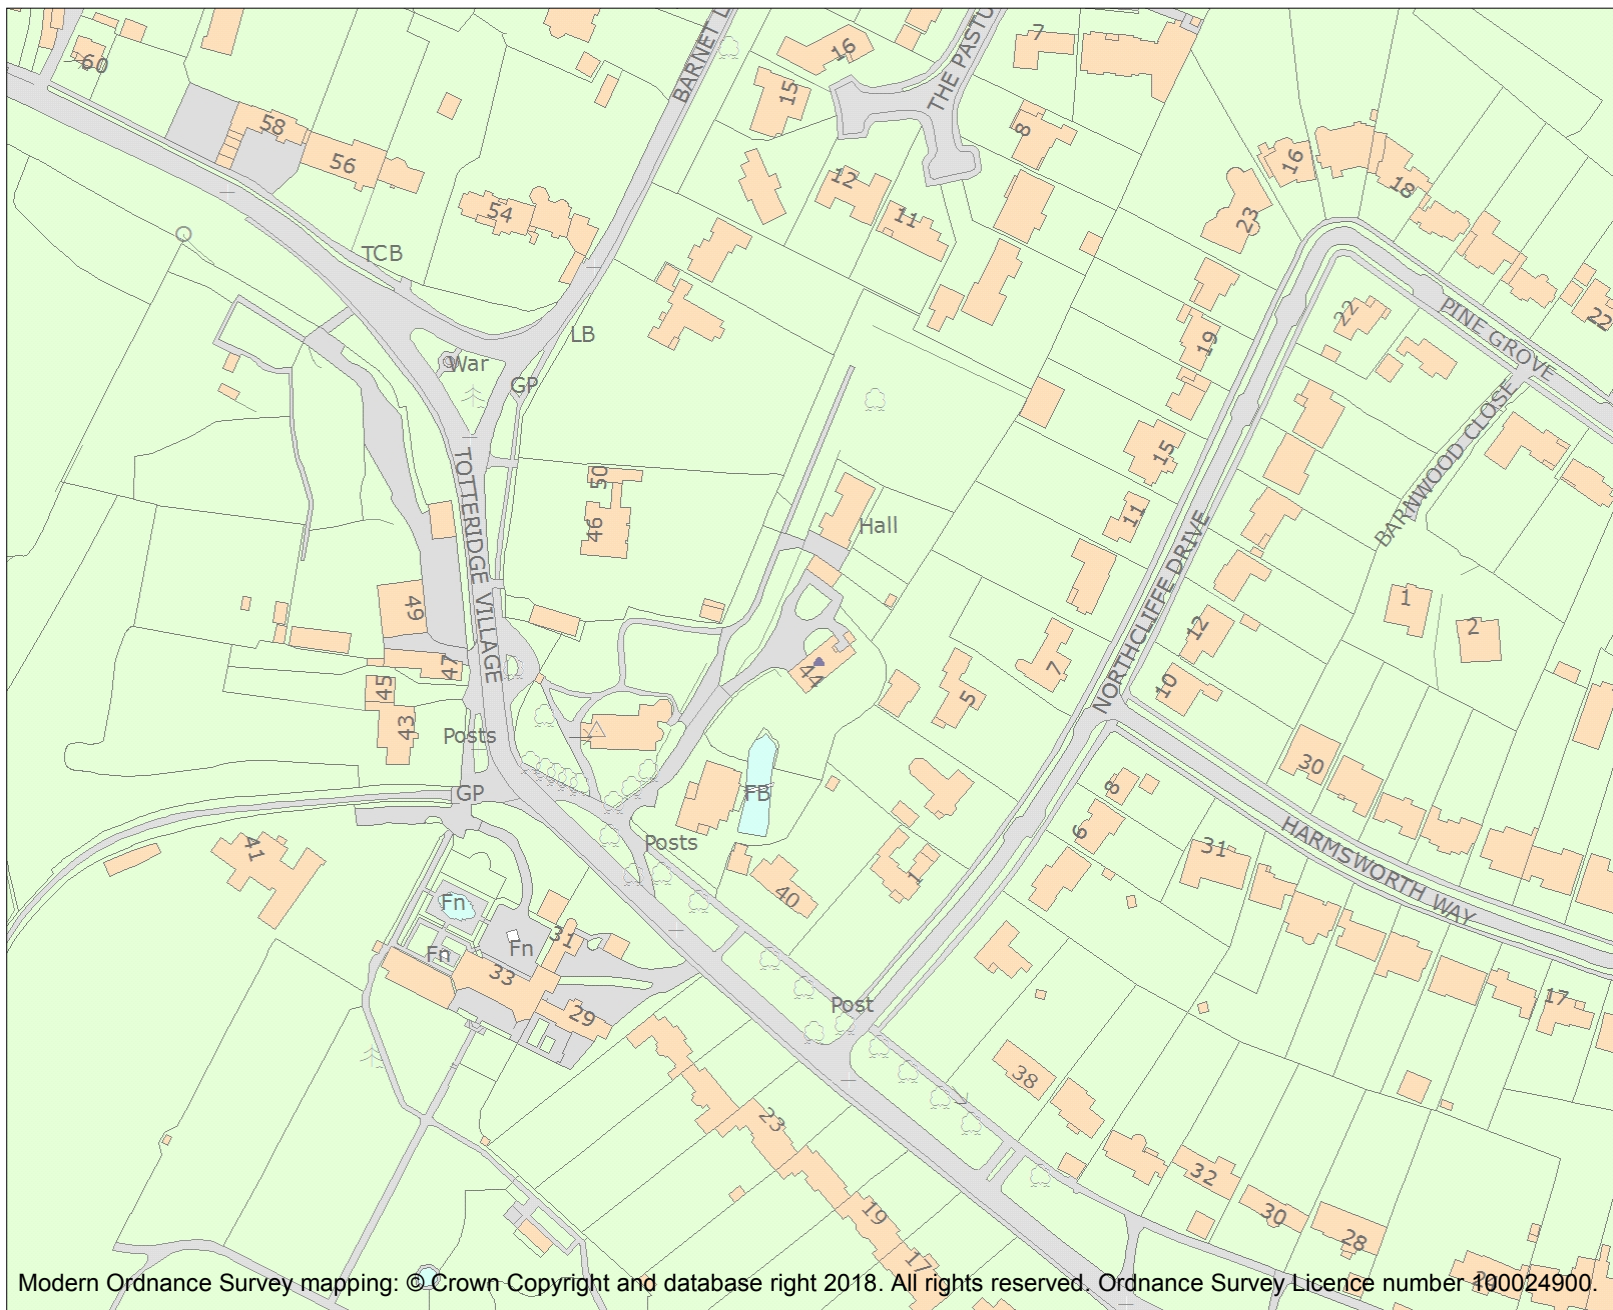 60
58
56
54
TCB
BARNET L
16
15
THE PASTU
7
8
12
11
16
18
23
22
22
PINE GROVE
BARNWOOD CLOSE
19
15
11
LB
War
GP
TOTTERIDGE VILLAGE
50
46
Hall
NORTHCLIFFE DRIVE
1
2
12
10
7
5
44
49
47
45
43
Posts
GP
FB
Posts
41
Fn
Fn
Fn
31
33
29
40
1
8
6
31
30
HARMSWORTH WAY
17
Post
38
32
30
28
23
19
17
Modern Ordnance Survey mapping: © Crown Copyright and database right 2018. All rights reserved. Ordnance Survey Licence number 100024900.